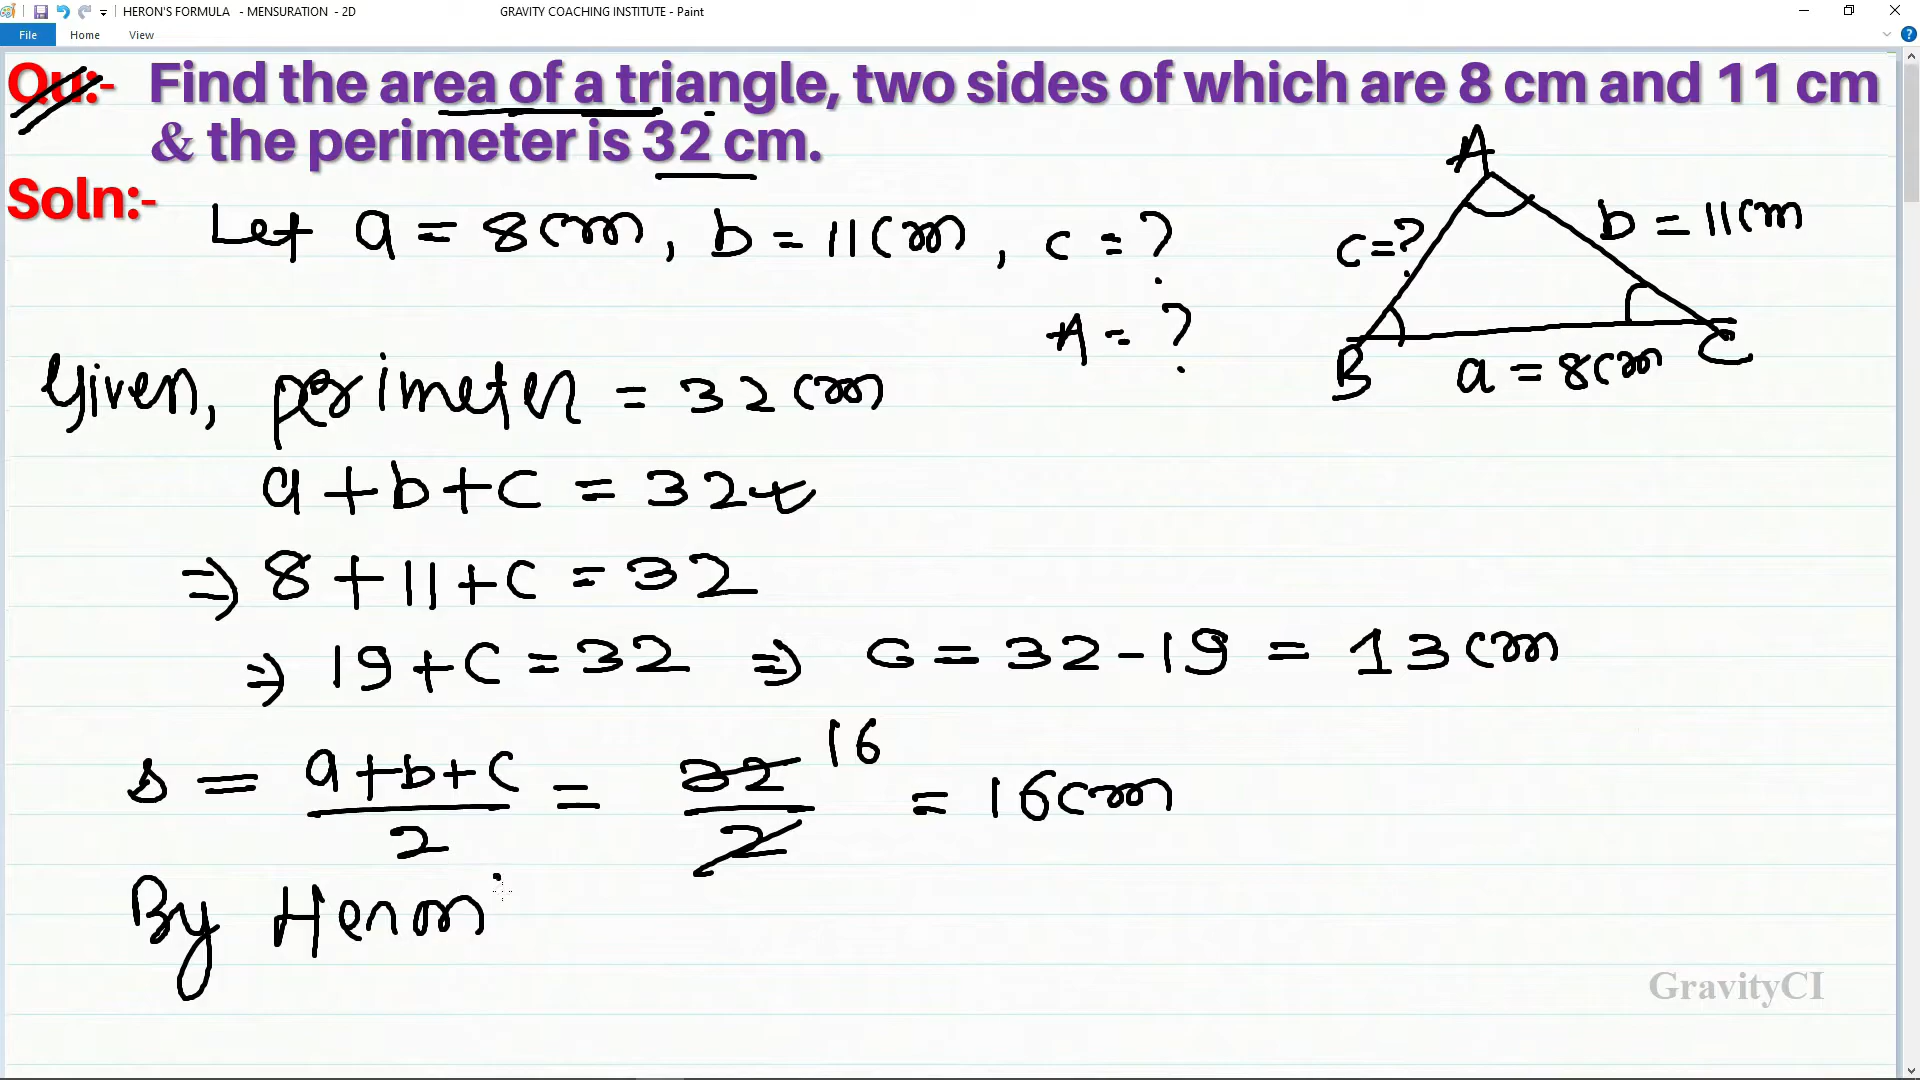 HERON'S FORMULA - MENSURATION - 2D GRAVITY COACHING INSTITUTE - Paint
File Home View
Qu:- Find the area of a triangle, two sides of which are 8 cm and 11 cm
& the perimeter is 32 cm.
Soln:-
Let a = 8cm, b = 11cm, c = ?
A = ?
A
c=?
b = 11cm
B
a = 8cm
C
Given, perimeter = 32cm
a+b+c = 32
⇒ 8+11+c = 32
⇒ 19+c = 32 ⇒ c = 32-19 = 13cm
s = a+b+c/2 = 32/2 16 = 16cm
By Heron'
GravityCI